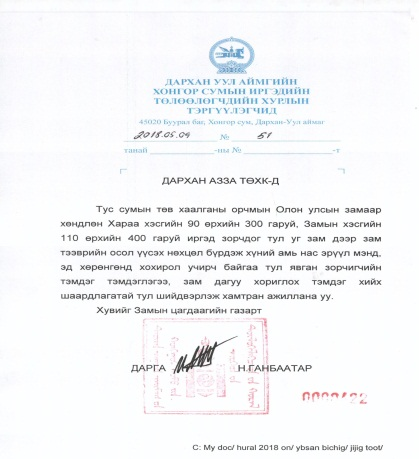 ДАРХАН УУЛ АЙМГИЙН
ХОНГОР СУМЫН ИРГЭДИЙН
ТӨЛӨӨЛӨГЧДИЙН ХУРЛЫН
ТЭРГҮҮЛЭГЧИД
45020 Буурал баг, Хонгор сум, Дархан-Уул аймаг
2018.05.04 № 51
танай ____-ны № ____-т
ДАРХАН АЗЗА ТӨХК-Д
Тус сумын төв хаалганы орчмын Олон улсын замаар
хөндлөн Хараа хэсгийн 90 өрхийн 300 гаруй, Замын хэсгийн
110 өрхийн 400 гаруй иргэд зорчдог тул уг зам дээр зам
тээврийн осол үүсэх нөхцөл бүрдэж хүний амь нас эрүүл мэнд,
эд хөрөнгөнд хохирол учирч байгаа тул явган зорчигчийн
тэмдэг тэмдэглэгээ, зам дагуу хориглох тэмдэг хийх
шаардлагатай тул шийдвэрлэж хамтран ажиллана уу.
Хувийг Замын цагдаагийн газарт
ДАРГА Н.ГАНБААТАР
C: My doc/ hural 2018 on/ ybsan bichig/ jijig toot/